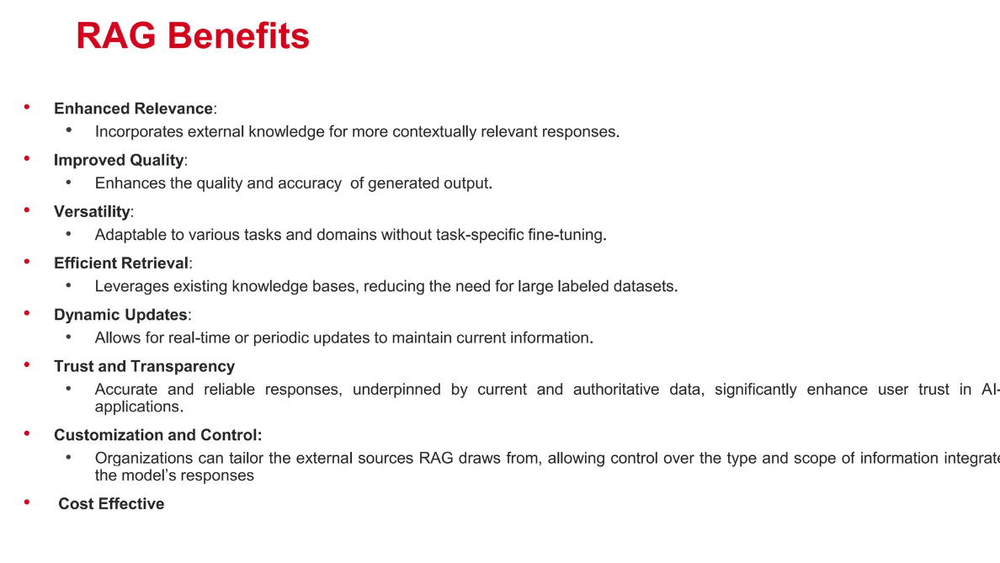 RAG Benefits
• Enhanced Relevance:
• Incorporates external knowledge for more contextually relevant responses.
• Improved Quality:
• Enhances the quality and accuracy  of generated output.
• Versatility:
• Adaptable to various tasks and domains without task-specific fine-tuning.
• Efficient Retrieval:
• Leverages existing knowledge bases, reducing the need for large labeled datasets.
• Dynamic Updates:
• Allows for real-time or periodic updates to maintain current information.
• Trust and Transparency
• Accurate and reliable responses, underpinned by current and authoritative data, significantly enhance user trust in AI-
applications.
• Customization and Control:
• Organizations can tailor the external sources RAG draws from, allowing control over the type and scope of information integrate
the model’s responses
• Cost Effective